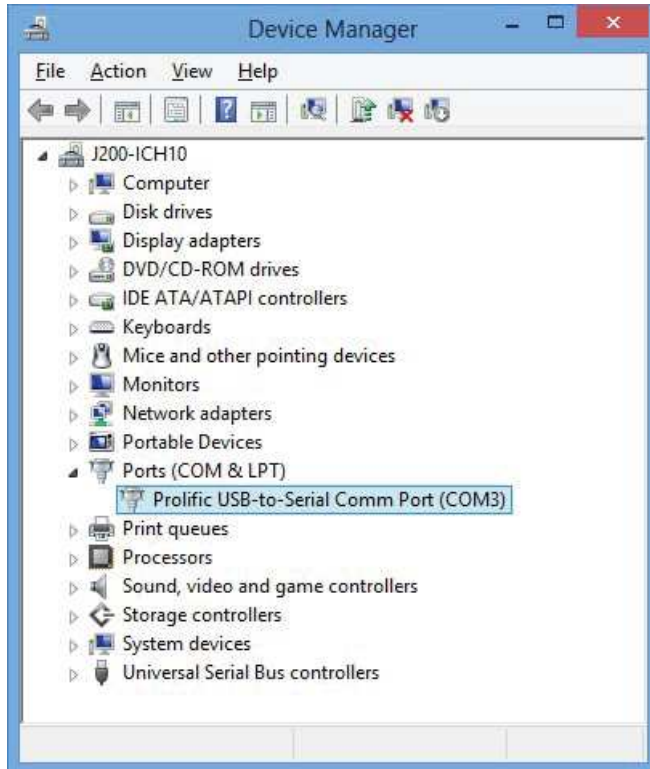 Device Manager
File Action View Help
J200-ICH10
Computer
Disk drives
Display adapters
DVD/CD-ROM drives
IDE ATA/ATAPI controllers
Keyboards
Mice and other pointing devices
Monitors
Network adapters
Portable Devices
Ports (COM & LPT)
Prolific USB-to-Serial Comm Port (COM3)
Print queues
Processors
Sound, video and game controllers
Storage controllers
System devices
Universal Serial Bus controllers